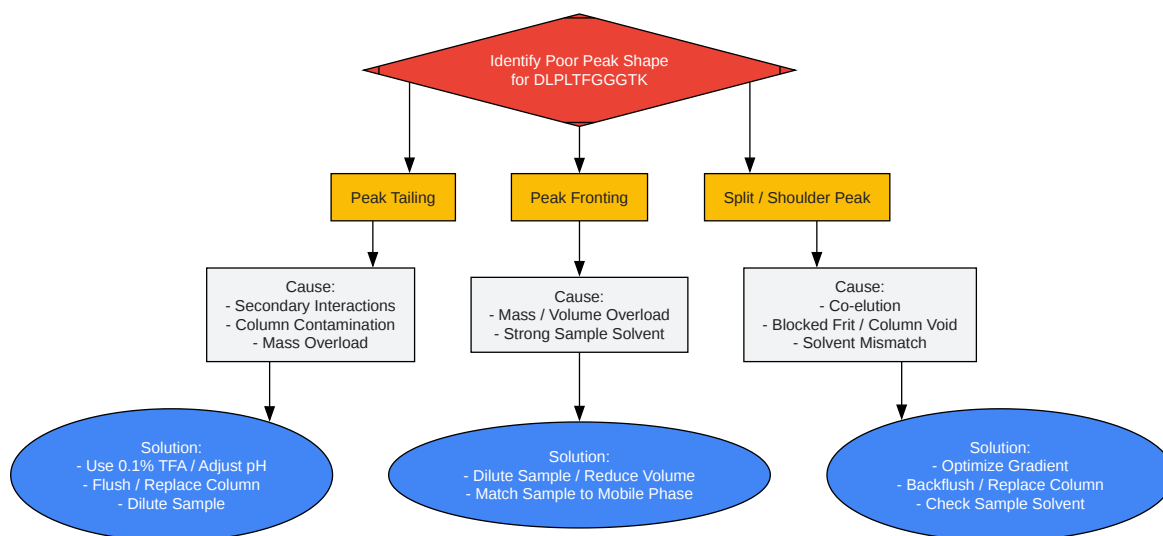 Identify Poor Peak Shape
for DLPLTFGGGTK
Peak Tailing
Peak Fronting
Split / Shoulder Peak
Cause:
- Secondary Interactions
- Column Contamination
- Mass Overload
Cause:
- Mass / Volume Overload
- Strong Sample Solvent
Cause:
- Co-elution
- Blocked Frit / Column Void
- Solvent Mismatch
Solution:
- Use 0.1% TFA / Adjust pH
- Flush / Replace Column
- Dilute Sample
Solution:
- Dilute Sample / Reduce Volume
- Match Sample to Mobile Phase
Solution:
- Optimize Gradient
- Backflush / Replace Column
- Check Sample Solvent